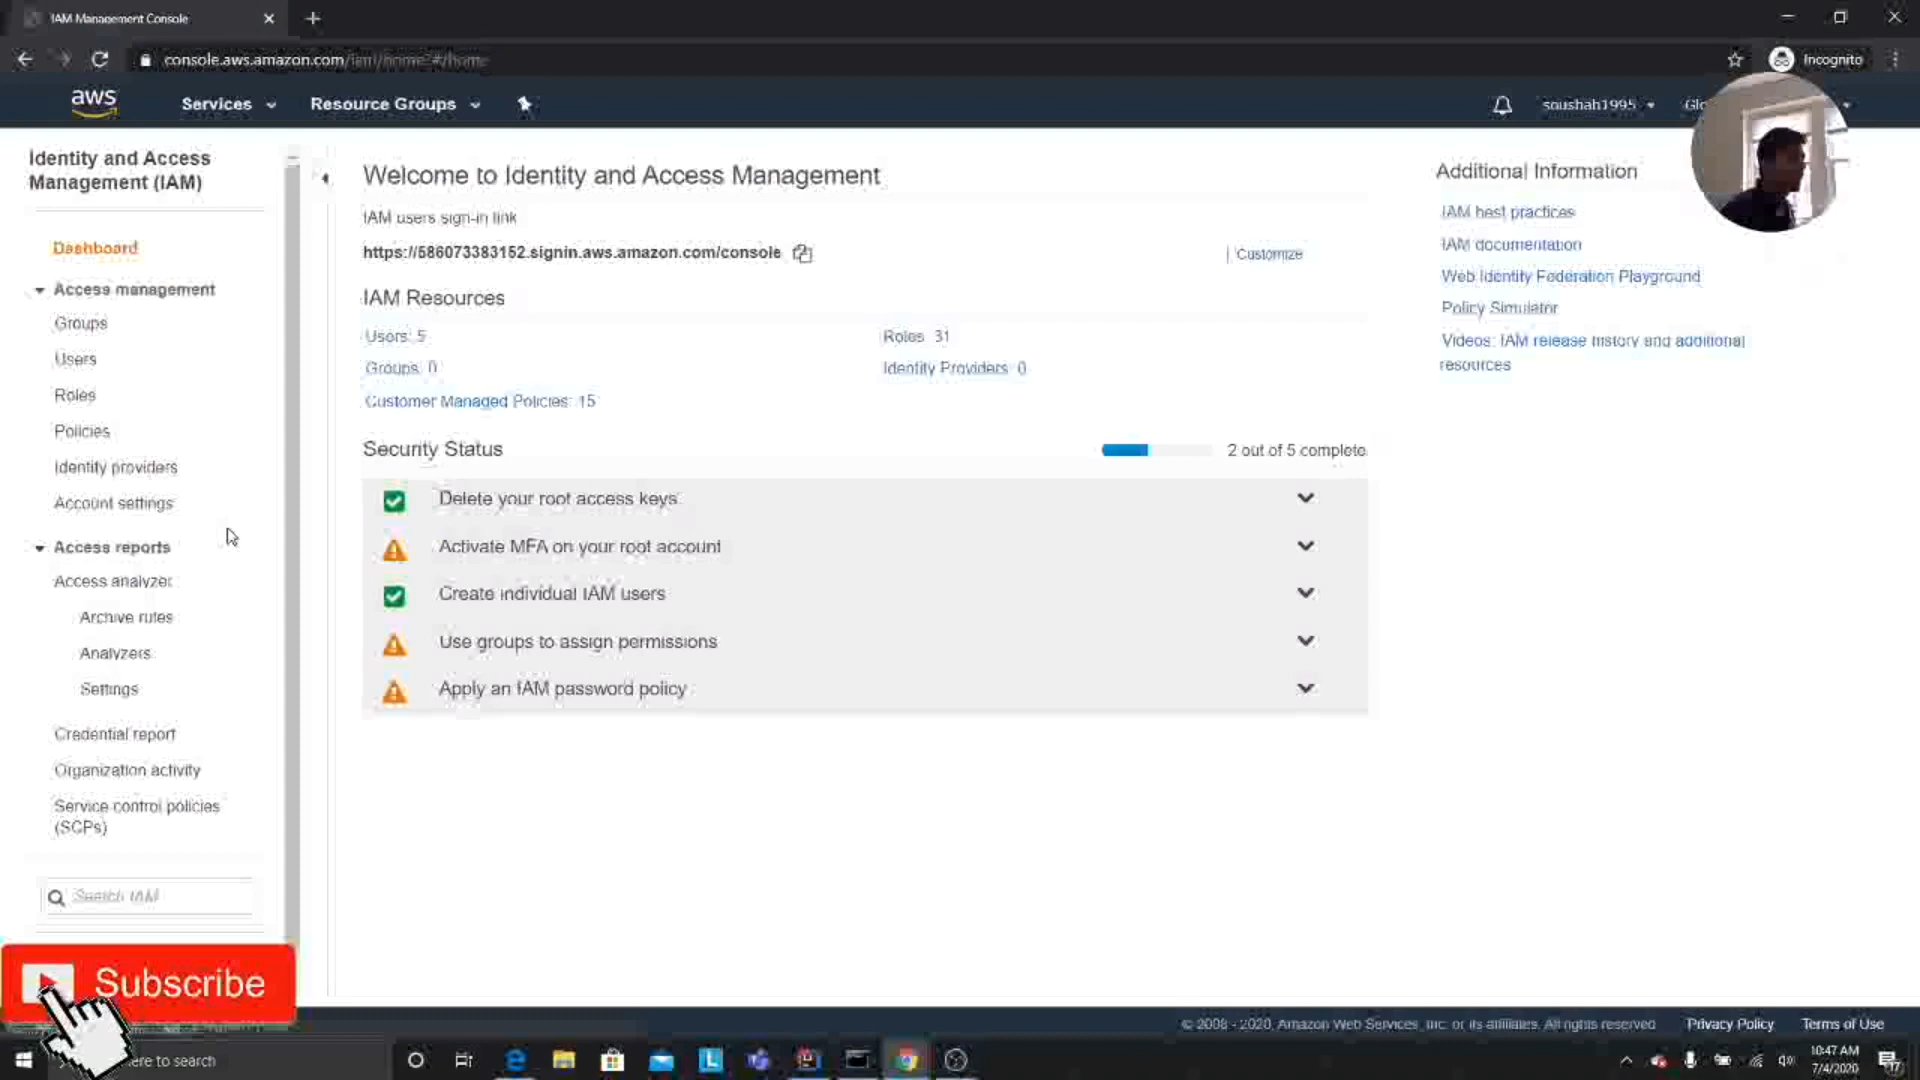 IAM Management Console
console.aws.amazon.com/iam/home?#/home
Incognito
aws
Services
Resource Groups
soushah1995
Identity and Access
Management (IAM)
Dashboard
Access management
Groups
Users
Roles
Policies
Identity providers
Account settings
Access reports
Access analyzer
Archive rules
Analyzers
Settings
Credential report
Organization activity
Service control policies
(SCPs)
Search IAM
Welcome to Identity and Access Management
IAM users sign-in link
https://586073383152.signin.aws.amazon.com/console
Customize
IAM Resources
Users: 5
Roles: 31
Groups: 0
Identity Providers: 0
Customer Managed Policies: 15
Security Status
2 out of 5 complete.
Delete your root access keys
Activate MFA on your root account
Create individual IAM users
Use groups to assign permissions
Apply an IAM password policy
Additional Information
IAM best practices
IAM documentation
Web Identity Federation Playground
Policy Simulator
Videos: IAM release history and additional
resources
Subscribe
© 2008 - 2020, Amazon Web Services, Inc. or its affiliates. All rights reserved.
Privacy Policy
Terms of Use
here to search
10:47 AM
7/4/2020
17